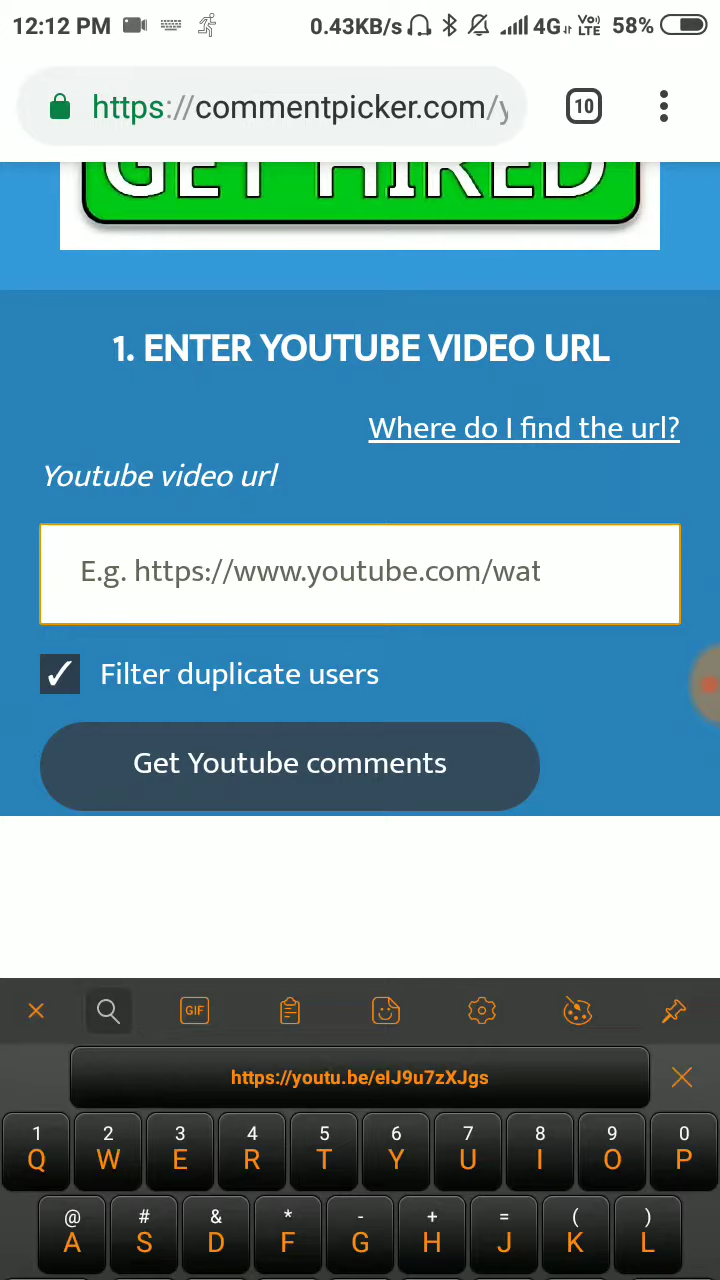 12:12 PM 0.43KB/s 4G Vo) LTE 58%
https://commentpicker.com/y
10
GET HIRED
1. ENTER YOUTUBE VIDEO URL
Where do I find the url?
Youtube video url
E.g. https://www.youtube.com/wat
✓ Filter duplicate users
Get Youtube comments
GIF
https://youtu.be/eIJ9u7zXJgs
1 2 3 4 5 6 7 8 9 0
Q W E R T Y U I O P
@ # & * - + = ( )
A S D F G H J K L